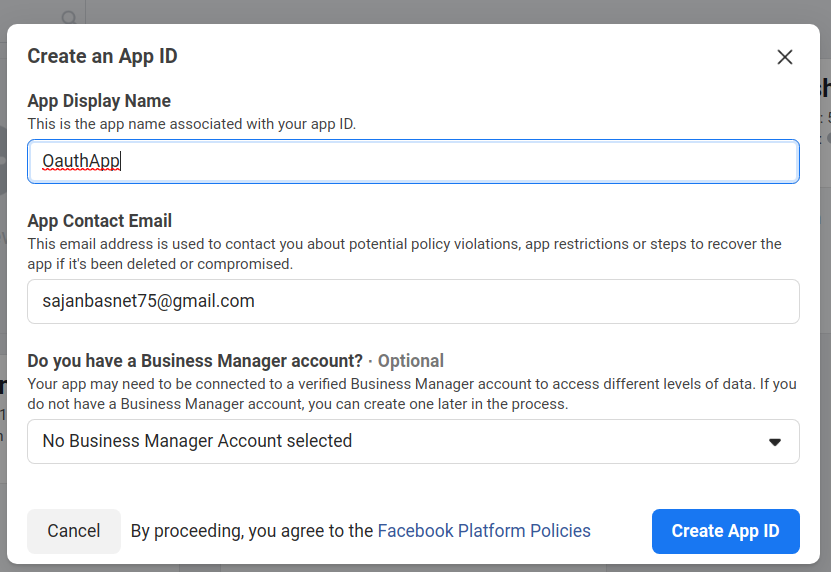 Create an App ID
App Display Name
This is the app name associated with your app ID.
OauthApp
App Contact Email
This email address is used to contact you about potential policy violations, app restrictions or steps to recover the
app if it's been deleted or compromised.
sajanbasnet75@gmail.com
Do you have a Business Manager account? · Optional
Your app may need to be connected to a verified Business Manager account to access different levels of data. If you
do not have a Business Manager account, you can create one later in the process.
No Business Manager Account selected
Cancel By proceeding, you agree to the Facebook Platform Policies Create App ID